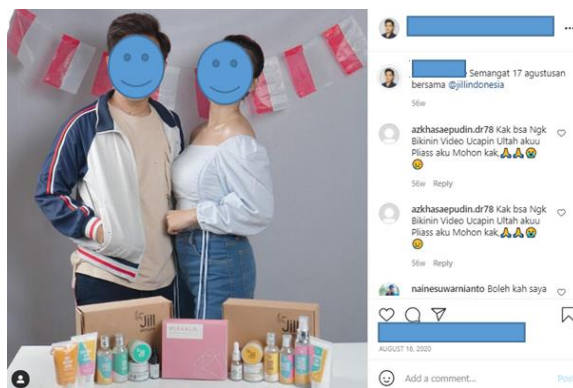 Semangat 17 agustusan
bersama @jillindonesia
56w
azkhasaepudin.dr78 Kak bsa Ngk
Bikinin Video Ucapin Ultah akuu
Pliass aku Mohon kak🙏🙏😭
😊
56w Reply
azkhasaepudin.dr78 Kak bsa Ngk
Bikinin Video Ucapin Ultah akuu
Pliass aku Mohon kak🙏🙏😭
😊
56w Reply
nainesuwarnianto Boleh kah saya
AUGUST 16, 2020
Add a comment...
Post
Jill
Jill